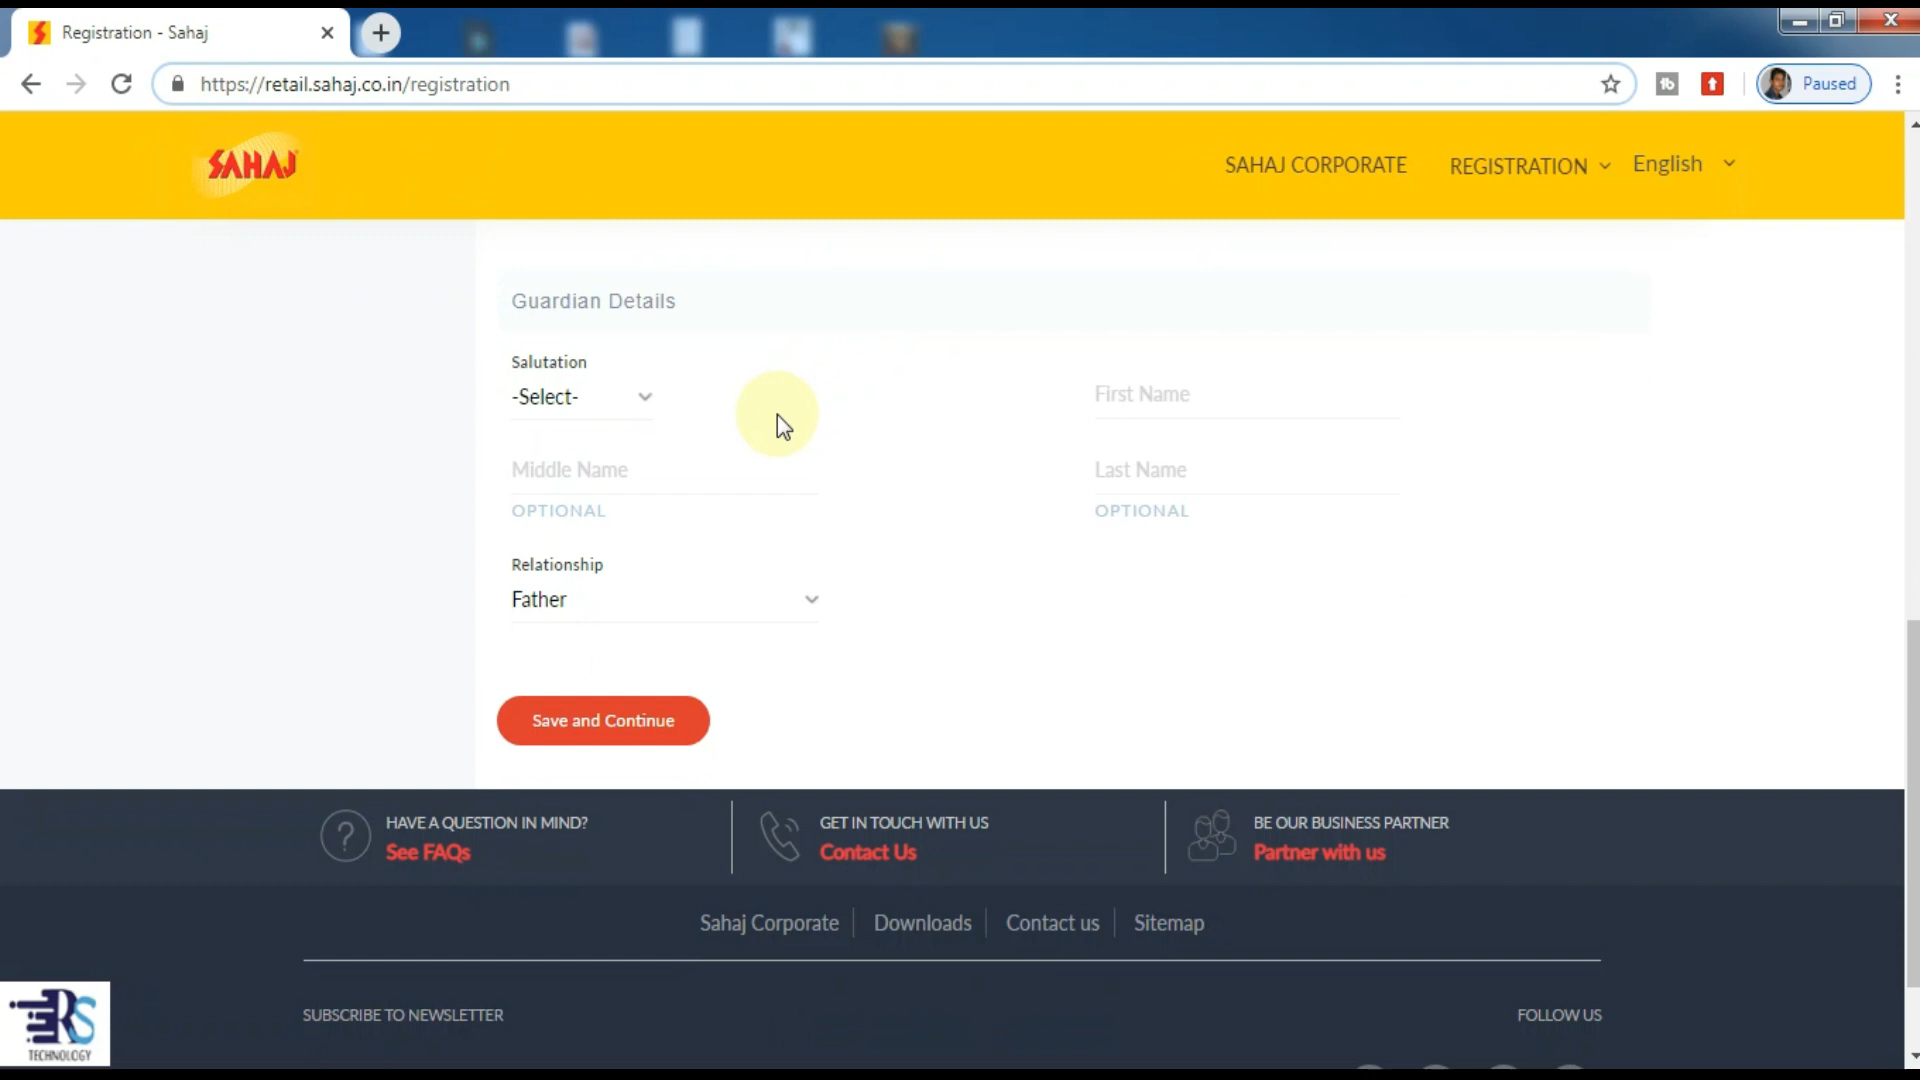 Registration - Sahaj
https://retail.sahaj.co.in/registration
Paused
SAHAJ
SAHAJ CORPORATE
REGISTRATION
English
Guardian Details
Salutation
-Select-
First Name
Middle Name
Last Name
OPTIONAL
OPTIONAL
Relationship
Father
Save and Continue
HAVE A QUESTION IN MIND?
See FAQs
GET IN TOUCH WITH US
Contact Us
BE OUR BUSINESS PARTNER
Partner with us
Sahaj Corporate
Downloads
Contact us
Sitemap
SUBSCRIBE TO NEWSLETTER
FOLLOW US
RS
TECHNOLOGY